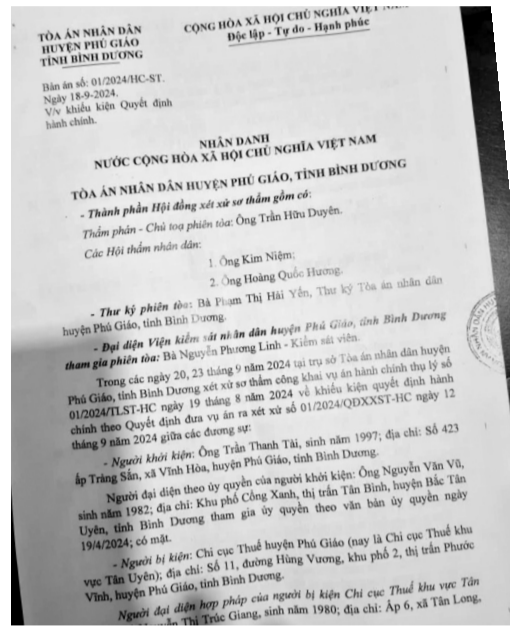 TÒA ÁN NHÂN DÂN
HUYỆN PHÚ GIÁO
TỈNH BÌNH DƯƠNG
CỘNG HÒA XÃ HỘI CHỦ NGHĨA VIỆT
Độc lập - Tự do - Hạnh phúc
Bản án số: 01/2024/HC-ST.
Ngày 18-9-2024.
V/v khiếu kiện Quyết định
hành chính.
NHÂN DANH
NƯỚC CỘNG HÒA XÃ HỘI CHỦ NGHĨA VIỆT NAM
TÒA ÁN NHÂN DÂN HUYỆN PHÚ GIÁO, TỈNH BÌNH DƯƠNG
- Thành phần Hội đồng xét xử sơ thẩm gồm có:
Thẩm phán - Chủ toạ phiên tòa: Ông Trần Hữu Duyên.
Các Hội thẩm nhân dân:
1. Ông Kim Niệm;
2. Ông Hoàng Quốc Hương.
- Thư ký phiên tòa: Bà Phạm Thị Hải Yến, Thư ký Tòa án nhân dân
huyện Phú Giáo, tỉnh Bình Dương.
- Đại diện Viện kiểm sát nhân dân huyện Phú Giáo, tỉnh Bình Dương
tham gia phiên tòa: Bà Nguyễn Phương Linh - Kiểm sát viên.
Trong các ngày 20, 23 tháng 9 năm 2024 tại trụ sở Tòa án nhân dân huyện
Phú Giáo, tỉnh Bình Dương xét xử sơ thẩm công khai vụ án hành chính thụ lý số
01/2024/TLST-HC ngày 19 tháng 8 năm 2024 về khiếu kiện quyết định hành
chính theo Quyết định đưa vụ án ra xét xử số 01/2024/QĐXXST-HC ngày 12
tháng 9 năm 2024 giữa các đương sự:
- Người khởi kiện: Ông Trần Thanh Tài, sinh năm 1997; địa chỉ: Số 423
ấp Trảng Sắn, xã Vĩnh Hòa, huyện Phú Giáo, tỉnh Bình Dương.
Người đại diện theo ủy quyền của người khởi kiện: Ông Nguyễn Văn Vũ,
sinh năm 1982; địa chỉ: Khu phố Cổng Xanh, thị trấn Tân Bình, huyện Bắc Tân
Uyên, tỉnh Bình Dương tham gia ủy quyền theo văn bản ủy quyền ngày
19/4/2024; có mặt.
- Người bị kiện: Chi cục Thuế huyện Phú Giáo (nay là Chi cục Thuế khu
vực Tân Uyên); địa chỉ: Số 11, đường Hùng Vương, khu phố 2, thị trấn Phước
Vĩnh, huyện Phú Giáo, tỉnh Bình Dương.
Người đại diện hợp pháp của người bị kiện Chi cục Thuế khu vực Tân
Thị Trúc Giang, sinh năm 1980; địa chỉ: Ấp 6, xã Tân Long,